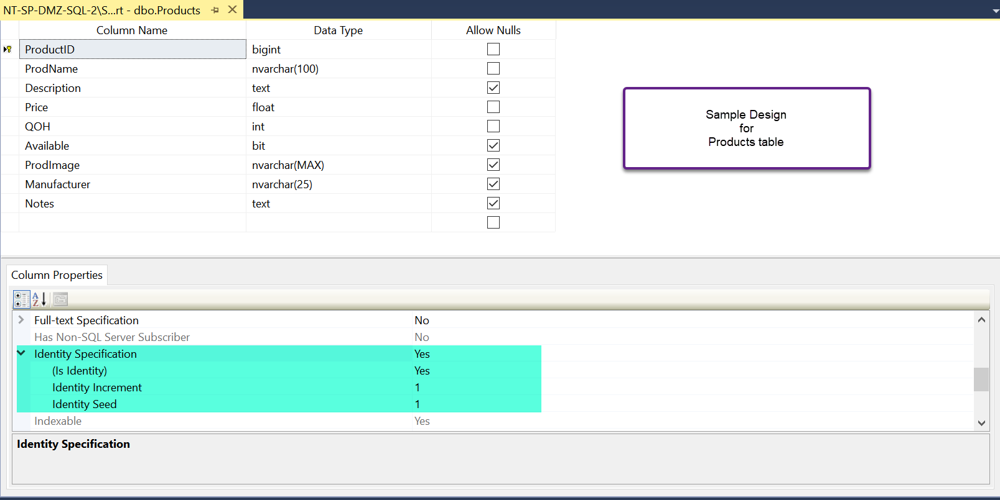 NT-SP-DMZ-SQL-2\S...rt - dbo.Products
Column Name Data Type Allow Nulls
ProductID bigint
ProdName nvarchar(100)
Description text
Price float
QOH int
Available bit
ProdImage nvarchar(MAX)
Manufacturer nvarchar(25)
Notes text
Sample Design
for
Products table
Column Properties
Full-text Specification No
Has Non-SQL Server Subscriber No
Identity Specification Yes
(Is Identity) Yes
Identity Increment 1
Identity Seed 1
Indexable Yes
Identity Specification